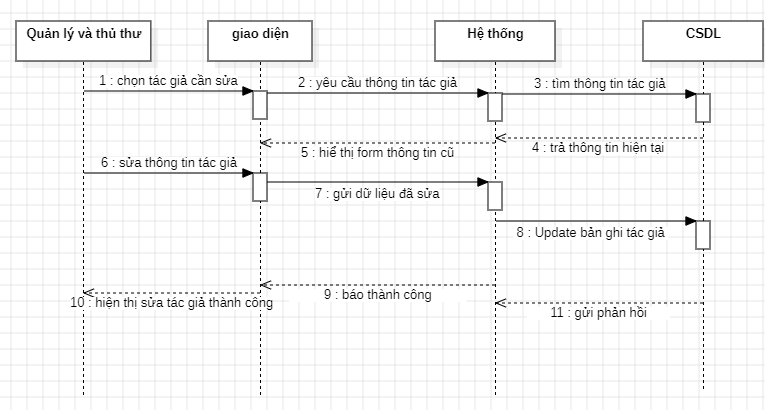 Quản lý và thủ thư
giao diện
Hệ thống
CSDL
1 : chọn tác giả cần sửa
2 : yêu cầu thông tin tác giả
3 : tìm thông tin tác giả
4 : trả thông tin hiện tại
5 : hiể thị form thông tin cũ
6 : sửa thông tin tác giả
7 : gửi dữ liệu đã sửa
8 : Update bản ghi tác giả
9 : báo thành công
10 : hiện thị sửa tác giả thành công
11 : gửi phản hồi